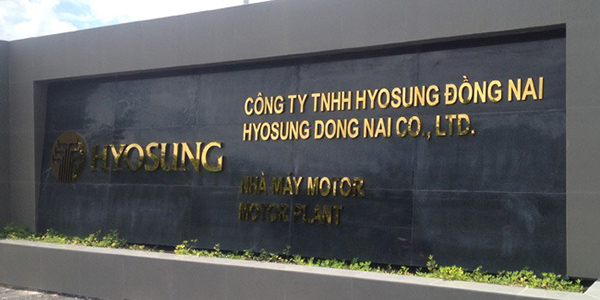 HYOSUNG
CÔNG TY TNHH HYOSUNG ĐỒNG NAI
HYOSUNG DONG NAI CO., LTD.
NHÀ MÁY MOTOR
MOTOR PLANT